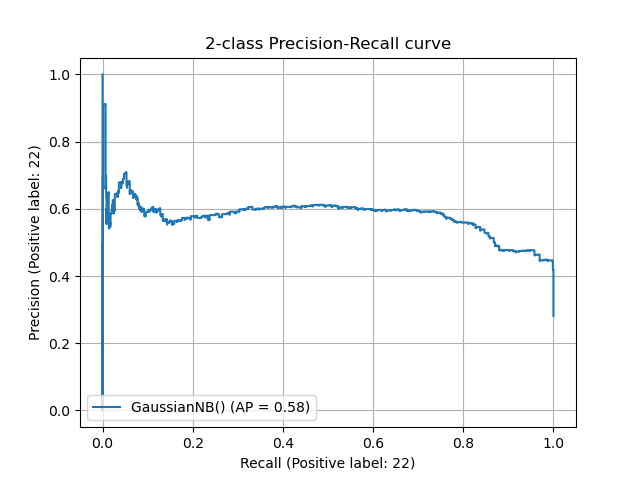 2-class Precision-Recall curve
1.0
0.8
0.6
0.4
0.2
0.0
Precision (Positive label: 22)
GaussianNB() (AP = 0.58)
0.0 0.2 0.4 0.6 0.8 1.0
Recall (Positive label: 22)